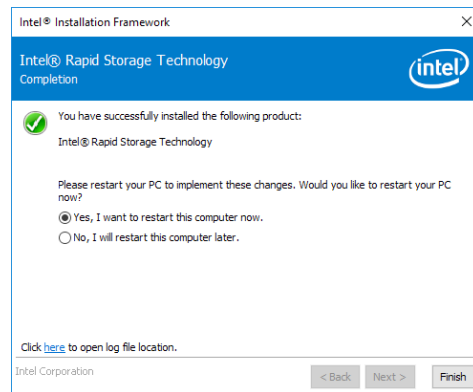 Intel® Installation Framework
Intel® Rapid Storage Technology
Completion
intel
You have successfully installed the following product:
Intel® Rapid Storage Technology
Please restart your PC to implement these changes. Would you like to restart your PC
now?
Yes, I want to restart this computer now.
No, I will restart this computer later.
Click here to open log file location.
Intel Corporation
< Back
Next >
Finish